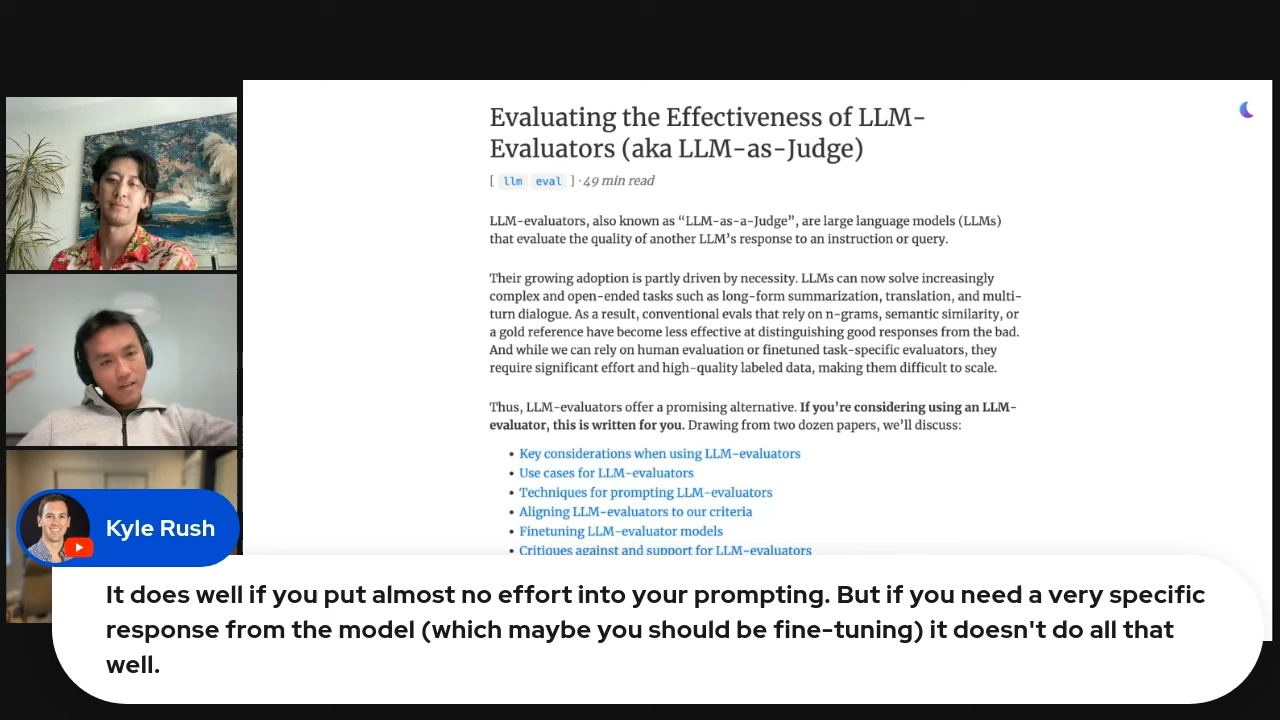 Evaluating the Effectiveness of LLM-
Evaluators (aka LLM-as-Judge)
[ llm eval ] · 49 min read
LLM-evaluators, also known as “LLM-as-a-Judge”, are large language models (LLMs)
that evaluate the quality of another LLM’s response to an instruction or query.
Their growing adoption is partly driven by necessity. LLMs can now solve increasingly
complex and open-ended tasks such as long-form summarization, translation, and multi-
turn dialogue. As a result, conventional evals that rely on n-grams, semantic similarity, or
a gold reference have become less effective at distinguishing good responses from the bad.
And while we can rely on human evaluation or finetuned task-specific evaluators, they
require significant effort and high-quality labeled data, making them difficult to scale.
Thus, LLM-evaluators offer a promising alternative. If you’re considering using an LLM-
evaluator, this is written for you. Drawing from two dozen papers, we’ll discuss:
• Key considerations when using LLM-evaluators
• Use cases for LLM-evaluators
• Techniques for prompting LLM-evaluators
• Aligning LLM-evaluators to our criteria
• Finetuning LLM-evaluator models
• Critiques against and support for LLM-evaluators
Kyle Rush
It does well if you put almost no effort into your prompting. But if you need a very specific
response from the model (which maybe you should be fine-tuning) it doesn't do all that
well.